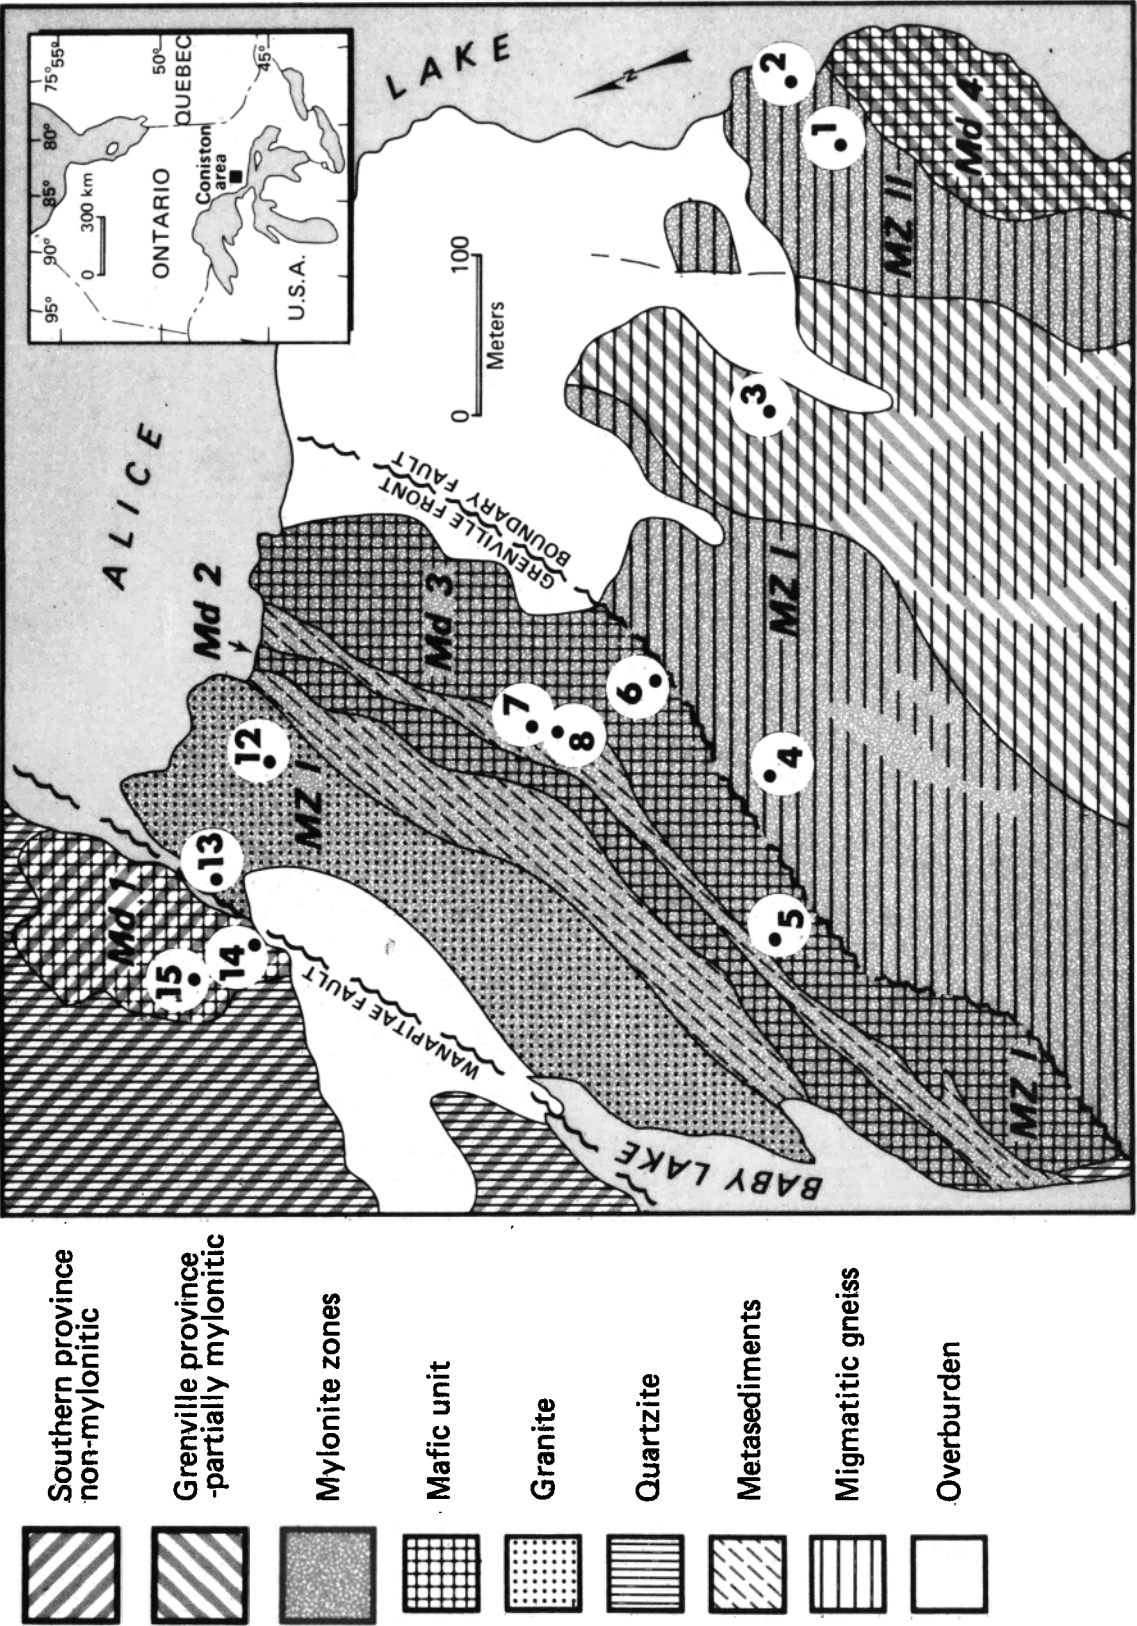 75°
80°
85°
90°
95°
55°
50°
45°
QUEBEC
ONTARIO
Coniston
area
U.S.A.
0 300 km
LAKE
ALICE
N
0 100
Meters
GRENVILLE FRONT
BOUNDARY FAULT
WANAPITAE FAULT
BABY LAKE
Md 1
Md 2
Md 3
Md 4
MZ I
MZ I
MZ I
MZ II
1
2
3
4
5
6
7
8
12
13
14
15
Southern province
non-mylonitic
Grenville province
-partially mylonitic
Mylonite zones
Mafic unit
Granite
Quartzite
Metasediments
Migmatitic gneiss
Overburden